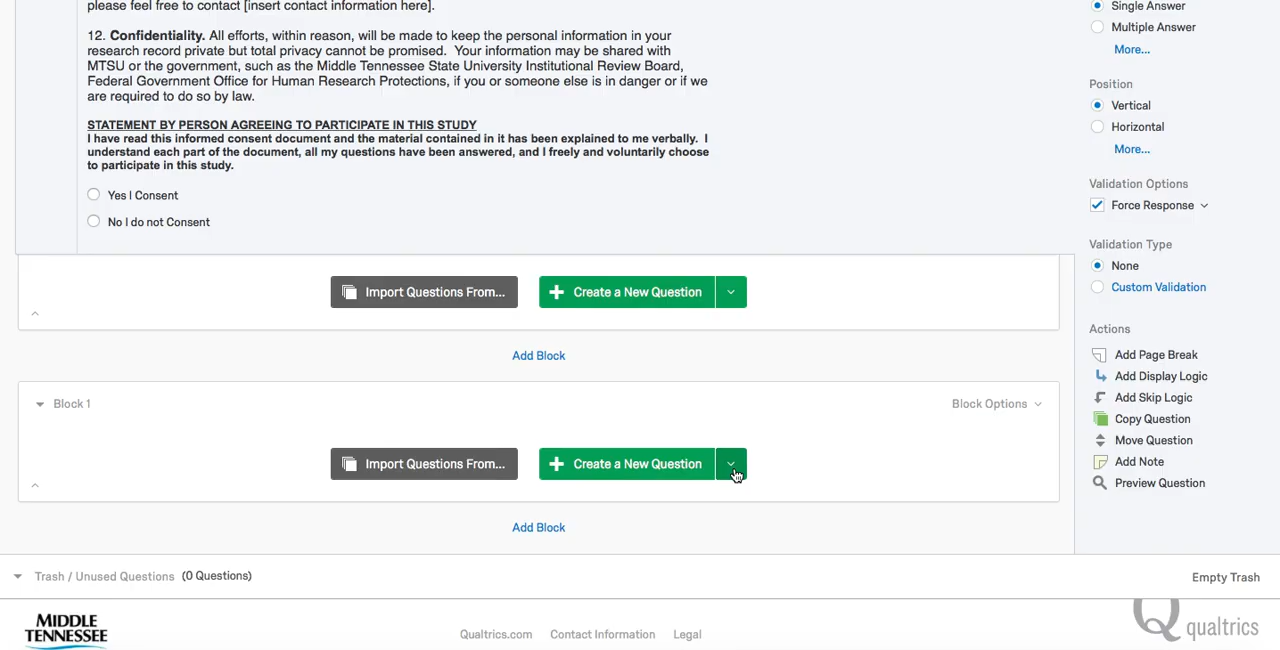 please feel free to contact [insert contact information here].
12. Confidentiality. All efforts, within reason, will be made to keep the personal information in your
research record private but total privacy cannot be promised. Your information may be shared with
MTSU or the government, such as the Middle Tennessee State University Institutional Review Board,
Federal Government Office for Human Research Protections, if you or someone else is in danger or if we
are required to do so by law.
STATEMENT BY PERSON AGREEING TO PARTICIPATE IN THIS STUDY
I have read this informed consent document and the material contained in it has been explained to me verbally. I
understand each part of the document, all my questions have been answered, and I freely and voluntarily choose
to participate in this study.
Yes I Consent
No I do not Consent
Import Questions From...
Create a New Question
Add Block
Block 1
Block Options
Import Questions From...
Create a New Question
Add Block
Single Answer
Multiple Answer
More...
Position
Vertical
Horizontal
More...
Validation Options
Force Response
Validation Type
None
Custom Validation
Actions
Add Page Break
Add Display Logic
Add Skip Logic
Copy Question
Move Question
Add Note
Preview Question
Trash / Unused Questions (0 Questions)
Empty Trash
MIDDLE
TENNESSEE
Qualtrics.com
Contact Information
Legal
qualtrics